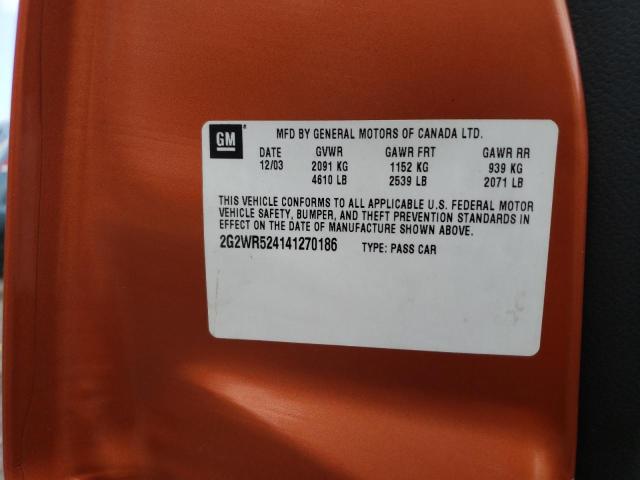 GM® MFD BY GENERAL MOTORS OF CANADA LTD.
DATE GVWR GAWR FRT GAWR RR
12/03 2091 KG 1152 KG 939 KG
4610 LB 2539 LB 2071 LB
THIS VEHICLE CONFORMS TO ALL APPLICABLE U.S. FEDERAL MOTOR
VEHICLE SAFETY, BUMPER, AND THEFT PREVENTION STANDARDS IN
EFFECT ON THE DATE OF MANUFACTURE SHOWN ABOVE.
2G2WR524141270186 TYPE: PASS CAR